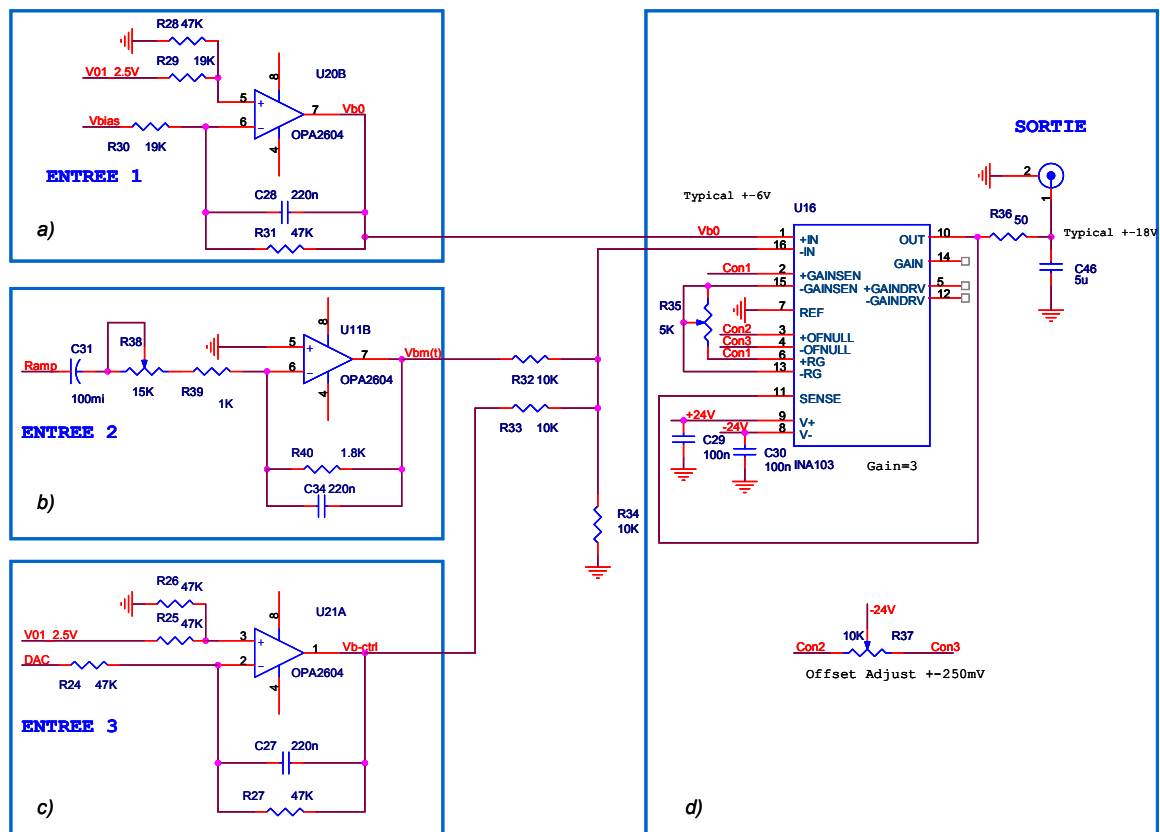 R28 47K
R29 19K
V01 2.5V
Vbias
R30 19K
ENTREE 1
5
+
6
−
8
4
7
U20B
OPA2604
Vb0
C28 220n
R31 47K
a)
C31
100mi
Ramp
R38
15K
R39
1K
ENTREE 2
5
+
6
−
8
4
7
U11B
OPA2604
Vbm(t)
R40 1.8K
C34 220n
b)
R26 47K
R25 47K
V01 2.5V
DAC
R24 47K
ENTREE 3
3
+
2
−
8
4
1
U21A
OPA2604
Vb-ctrl
C27 220n
R27 47K
c)
R32 10K
R33 10K
R34
10K
Typical +-6V
U16
SORTIE
2
1
R36 50
Typical +-18V
C46
5u
Vb0
1 +IN
16 -IN
Con1 2 +GAINSEN
15 -GAINSEN
R35
5K
7 REF
Con2 3 +OFNULL
Con3 4 -OFNULL
Con1 6 +RG
13 -RG
11 SENSE
+24V 9 V+
-24V 8 V-
OUT 10
GAIN 14
+GAINDRV 5
-GAINDRV 12
C29
100n
C30
100n
INA103
Gain=3
-24V
10K R37
Con2
Con3
Offset Adjust +-250mV
d)